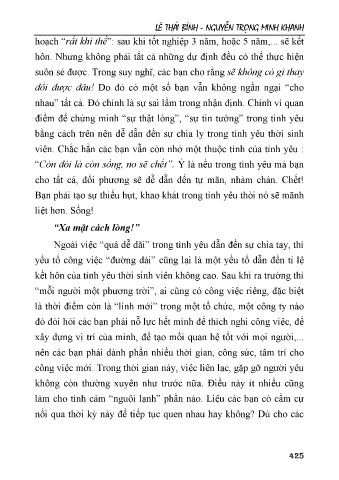 LÊ THÁI BÌNH - NGUYỄN TRỌNG MINH KHANH
hoạch “rất khí thế”: sau khi tốt nghiệp 3 năm, hoặc 5 năm,... sẽ kết
hôn. Nhưng không phải tất cả những dự định đều có thể thực hiện
suôn sẻ được. Trong suy nghĩ, các bạn cho rằng sẽ không có gì thay
đổi được đâu! Do đó có một số bạn vẫn không ngần ngại “cho
nhau” tất cả. Đó chính là sự sai lầm trong nhận định. Chính vì quan
điểm để chứng minh “sự thật lòng”, “sự tin tưởng” trong tình yêu
bằng cách trên nên dễ dẫn đến sự chia ly trong tình yêu thời sinh
viên. Chắc hẳn các bạn vẫn còn nhớ một thuộc tính của tình yêu :
“Còn đói là còn sống, no sẽ chết”. Ý là nếu trong tình yêu mà bạn
cho tất cả, đối phương sẽ dễ dẫn đến tự mãn, nhàm chán. Chết!
Bạn phải tạo sự thiếu hụt, khao khát trong tình yêu thôi nó sẽ mãnh
liệt hơn. Sống!
“Xa mặt cách lòng!”
Ngoài việc “quá dễ dãi” trong tình yêu dẫn đến sự chia tay, thì
yếu tố công việc “đường dài” cũng lại là một yếu tố dẫn đến tỉ lệ
kết hôn của tình yêu thời sinh viên không cao. Sau khi ra trường thì
“mỗi người một phương trời”, ai cũng có công việc riêng, đặc biệt
là thời điểm còn là “lính mới” trong một tổ chức, một công ty nào
đó đòi hỏi các bạn phải nỗ lực hết mình để thích nghi công việc, để
xây dựng vị trí của mình, để tạo mối quan hệ tốt với mọi người,...
nên các bạn phải dành phần nhiều thời gian, công sức, tâm trí cho
công việc mới. Trong thời gian này, việc liên lạc, gặp gỡ người yêu
không còn thường xuyên như trước nữa. Điều này ít nhiều cũng
làm cho tình cảm “nguội lạnh” phần nào. Liệu các bạn có cầm cự
nổi qua thời kỳ này để tiếp tục quen nhau hay không? Dù cho các
425